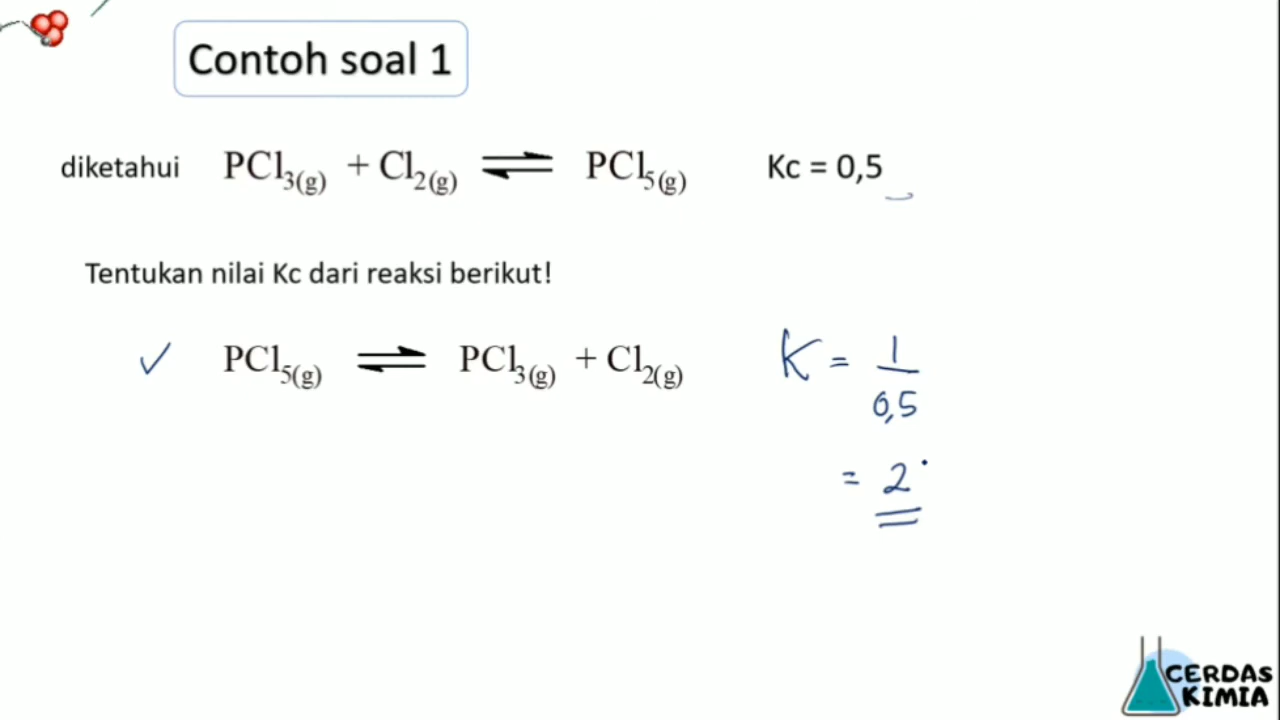 Contoh soal 1
diketahui PCl₃(g) + Cl₂(g) ⇌ PCl₅(g) Kc = 0,5
Tentukan nilai Kc dari reaksi berikut!
✓ PCl₅(g) ⇌ PCl₃(g) + Cl₂(g) K = 1/0,5
= 2
CERDAS
KIMIA